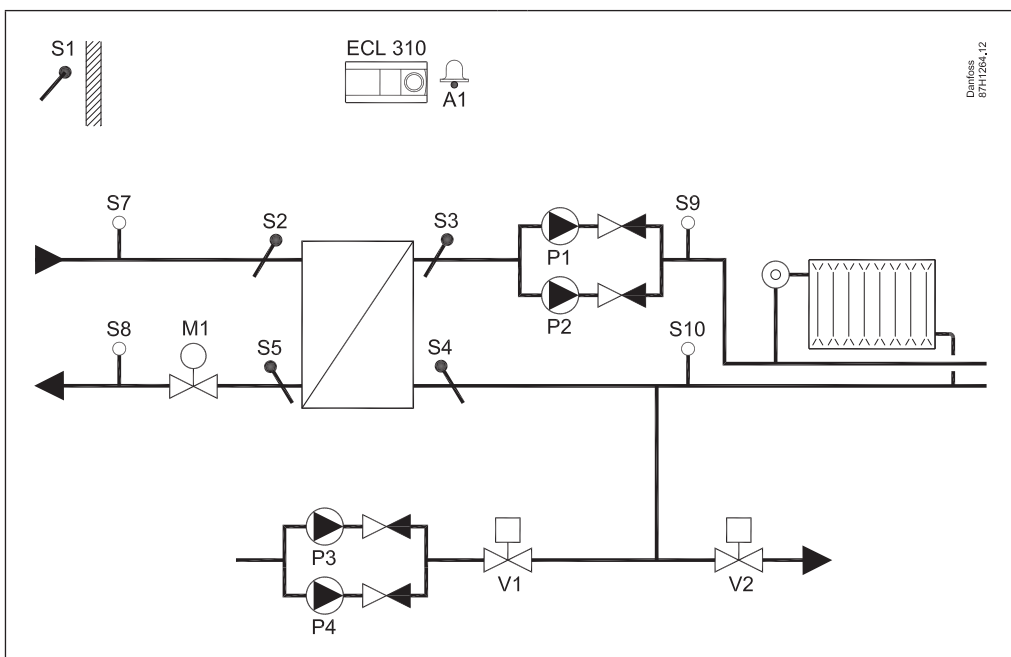 S1
ECL 310
A1
Danfoss
87H1264.12
S7
S2
S3
P1
P2
S9
S8
M1
S5
S4
S10
P3
P4
V1
V2